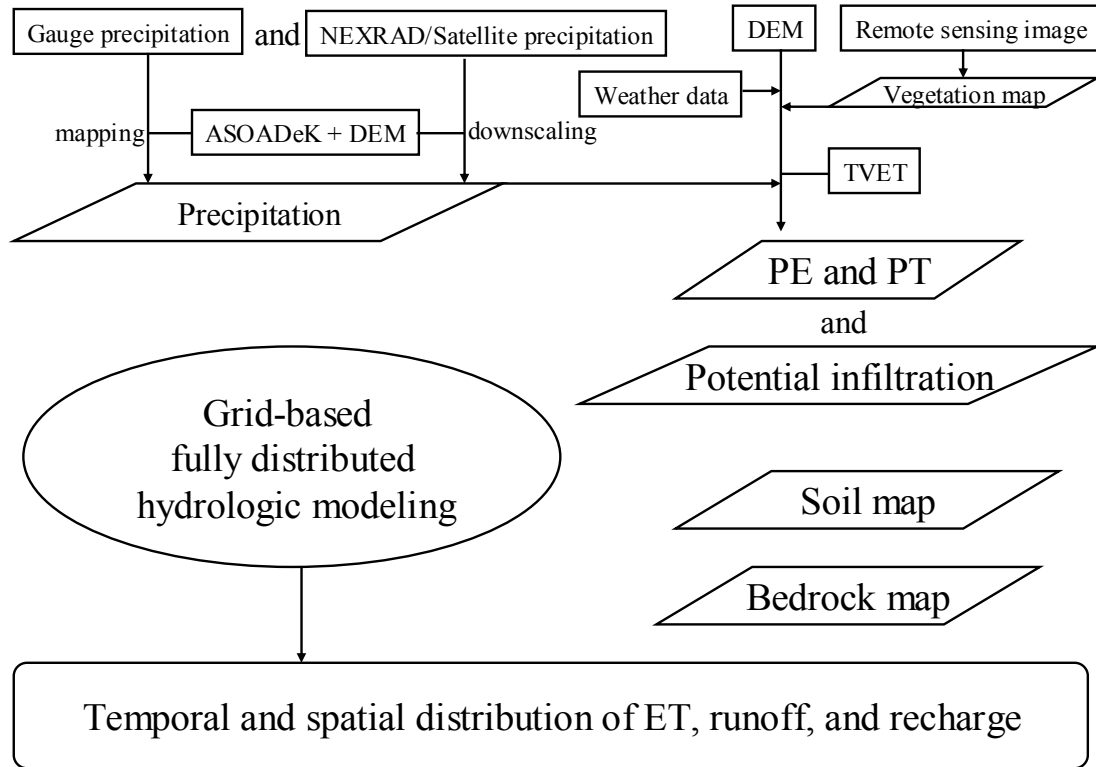 Gauge precipitation
and
NEXRAD/Satellite precipitation
DEM
Remote sensing image
Weather data
Vegetation map
mapping
ASOADeK + DEM
downscaling
TVET
Precipitation
PE and PT
and
Potential infiltration
Grid-based
fully distributed
hydrologic modeling
Soil map
Bedrock map
Temporal and spatial distribution of ET, runoff, and recharge